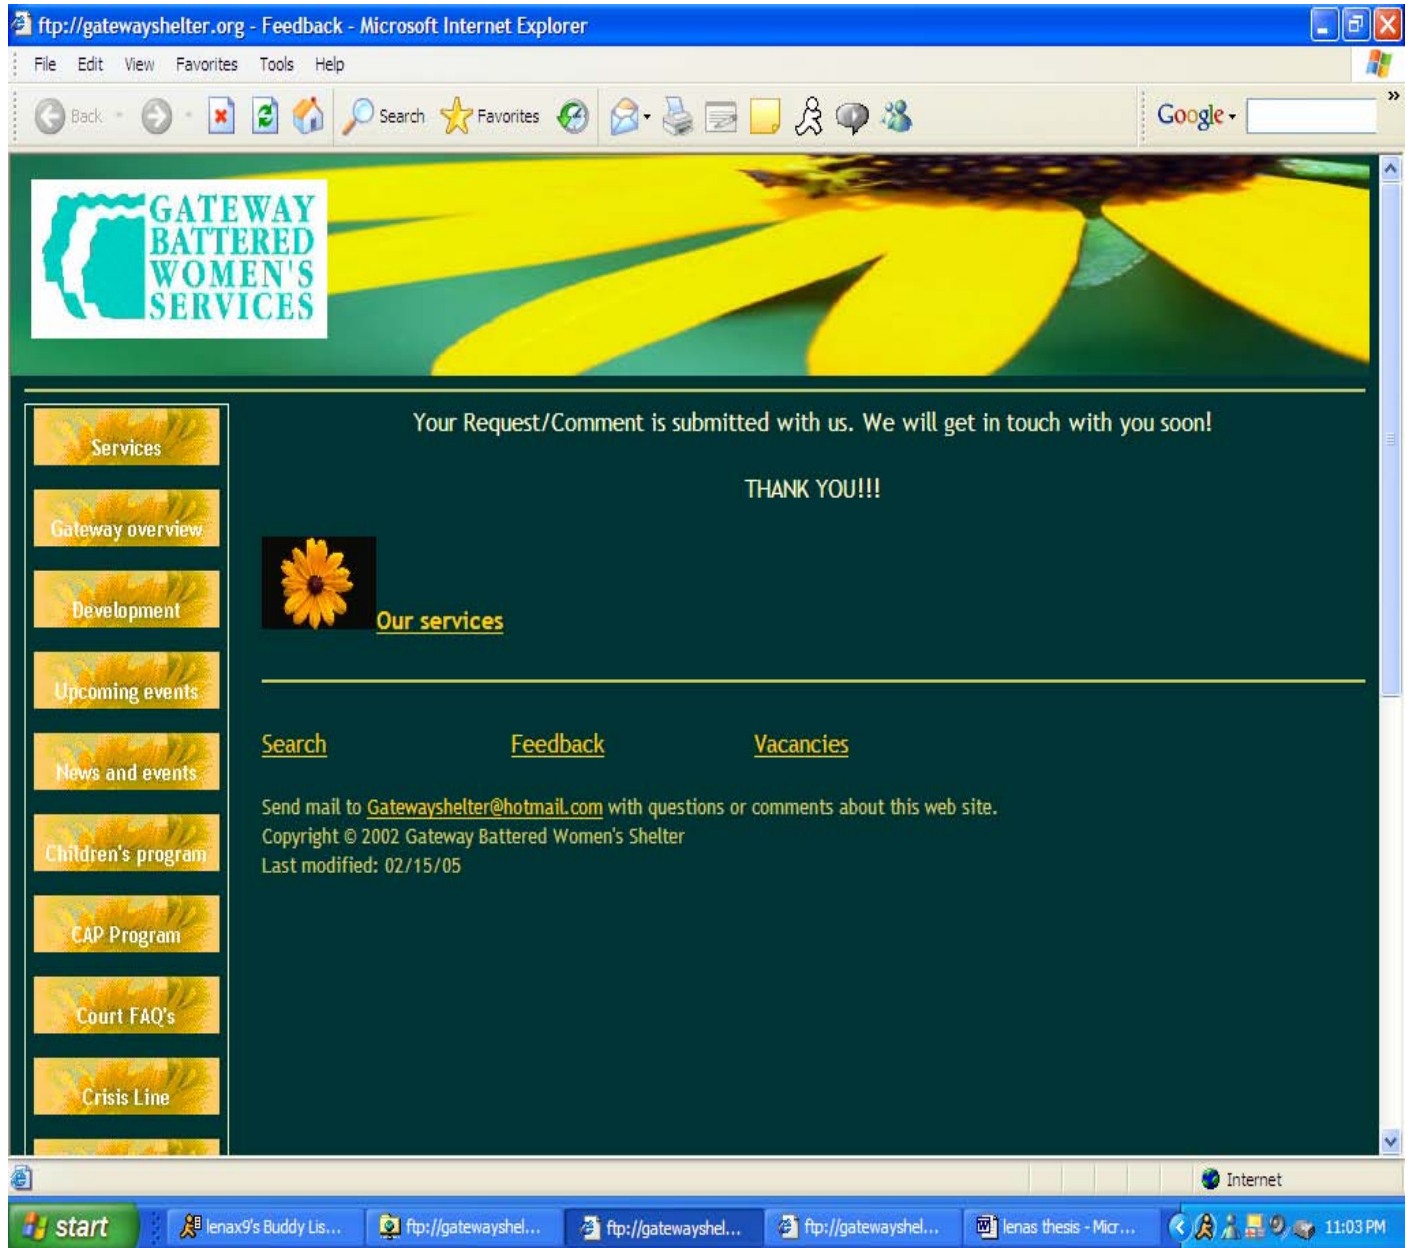 ftp://gatewayshelter.org - Feedback - Microsoft Internet Explorer
File Edit View Favorites Tools Help
Back Search Favorites Google »
GATEWAY
BATTERED
WOMEN'S
SERVICES
Services
Gateway overview
Development
Upcoming events
News and events
Children's program
CAP Program
Court FAQ's
Crisis Line
Your Request/Comment is submitted with us. We will get in touch with you soon!
THANK YOU!!!
Our services
Search Feedback Vacancies
Send mail to Gatewayshelter@hotmail.com with questions or comments about this web site.
Copyright © 2002 Gateway Battered Women's Shelter
Last modified: 02/15/05
Internet
start lenax9's Buddy Lis... ftp://gatewayshel... ftp://gatewayshel... ftp://gatewayshel... lenas thesis - Micr... 11:03 PM